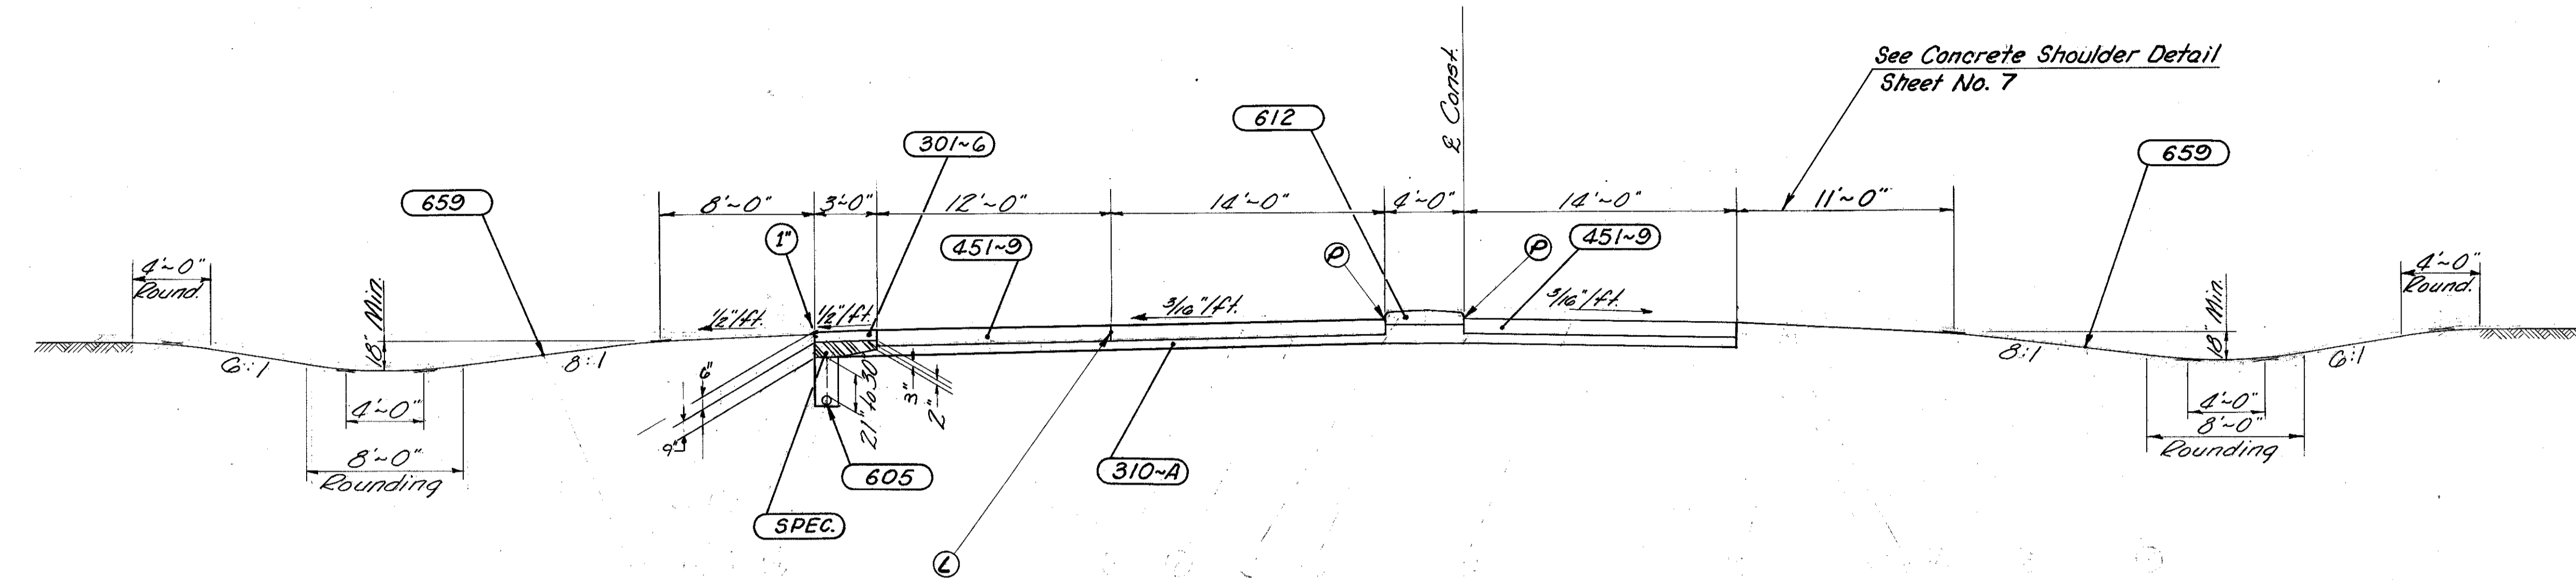 See Concrete Shoulder Detail
Sheet No. 7
℄ Const.
612
301~6
659
659
8'~0" 3'~0" 12'~0" 14'~0" 4'~0" 14'~0" 11'~0"
1"
451~9
P
P
451~9
4'~0"
Round.
4'~0"
Round.
18" Min.
18" Min.
1/2"/ft.
1/2"/ft.
3/16"/ft.
3/16"/ft.
6:1
8:1
8:1
6:1
6"
9"
21" to 30"
3"
2"
4'~0"
8'~0"
Rounding
4'~0"
8'~0"
Rounding
605
310~A
SPEC.
L